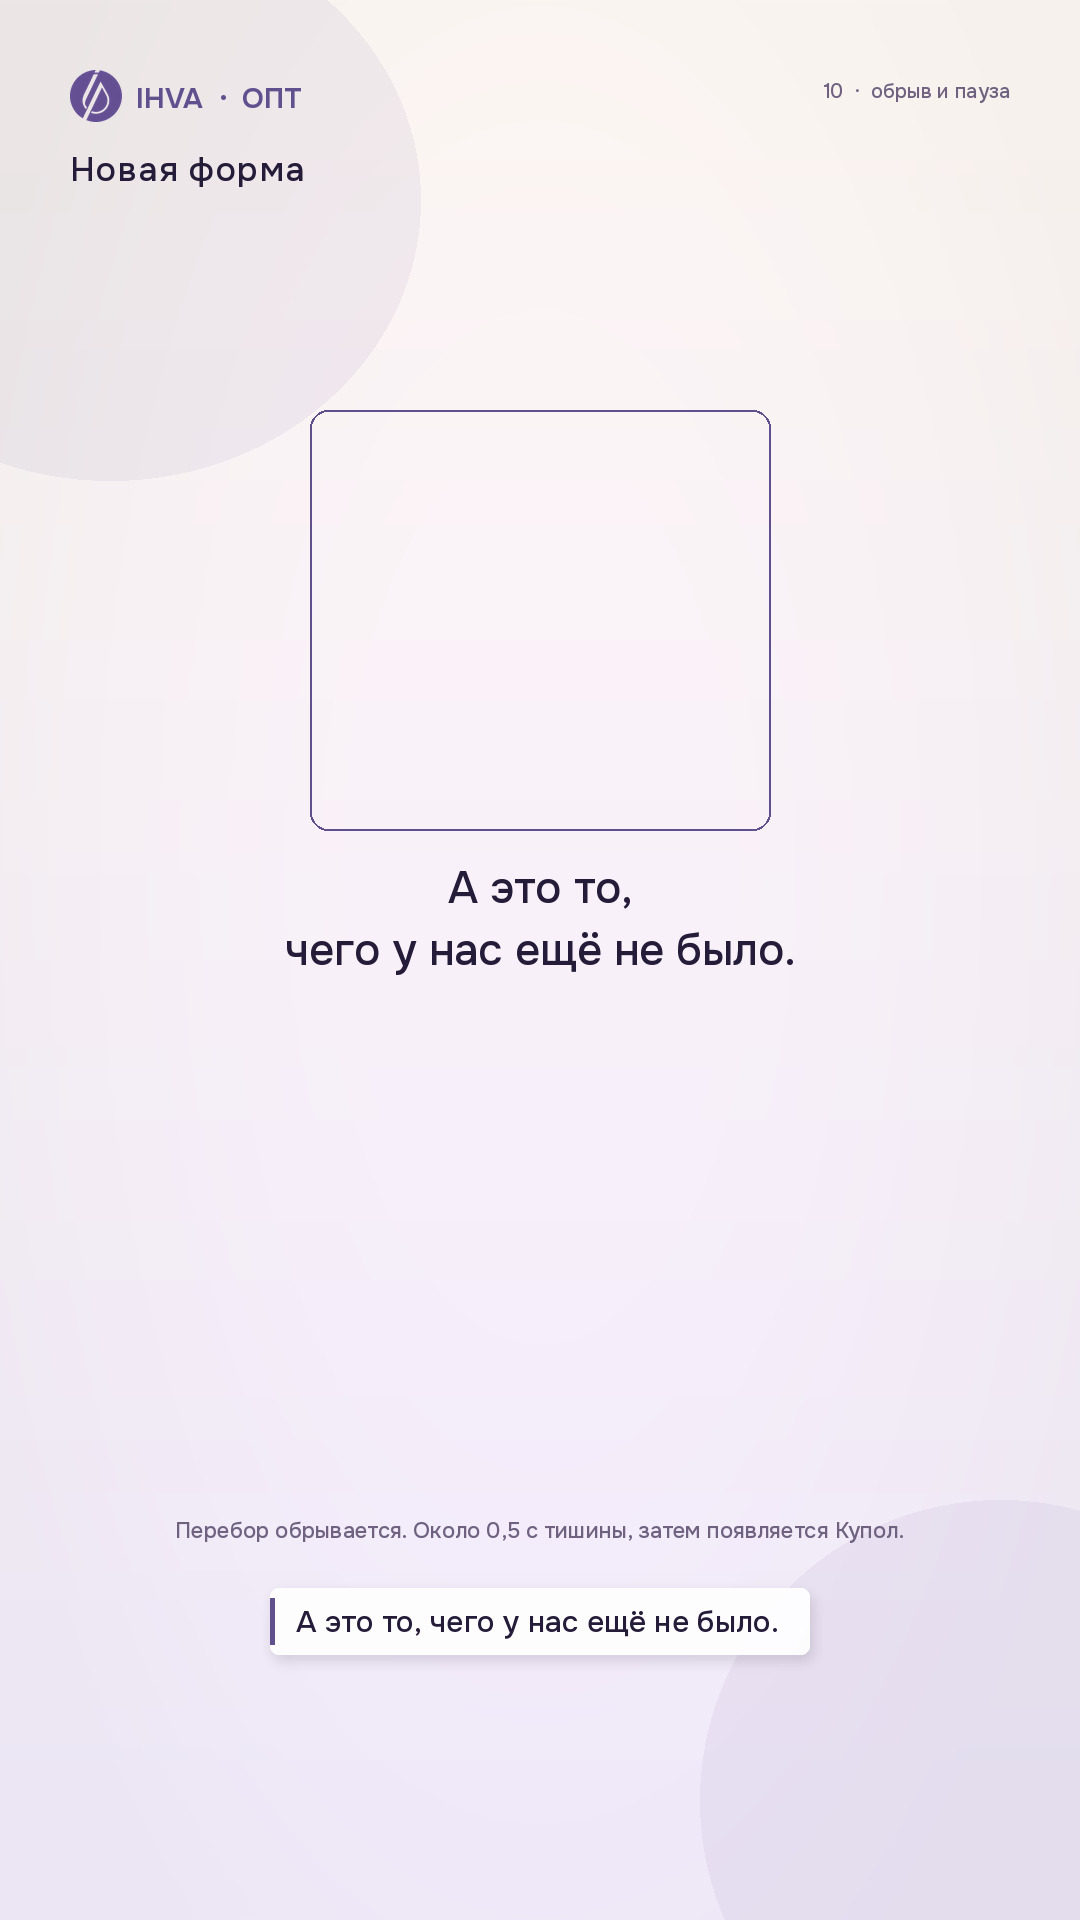 IHVA · ОПТ
10 · обрыв и пауза
Новая форма
А это то,
чего у нас ещё не было.
Перебор обрывается. Около 0,5 с тишины, затем появляется Купол.
А это то, чего у нас ещё не было.